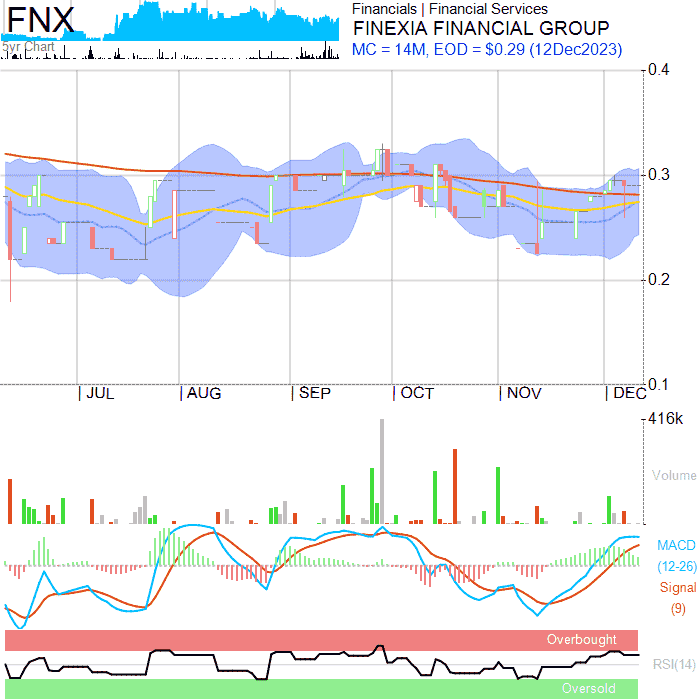 FNX
5yr Chart
Financials | Financial Services
FINEXIA FINANCIAL GROUP
MC = 14M, EOD = $0.29 (12Dec2023)
0.4
0.3
0.2
0.1
| JUL | AUG | SEP | OCT | NOV | DEC
416k
Volume
MACD
(12-26)
Signal
(9)
Overbought
RSI(14)
Oversold